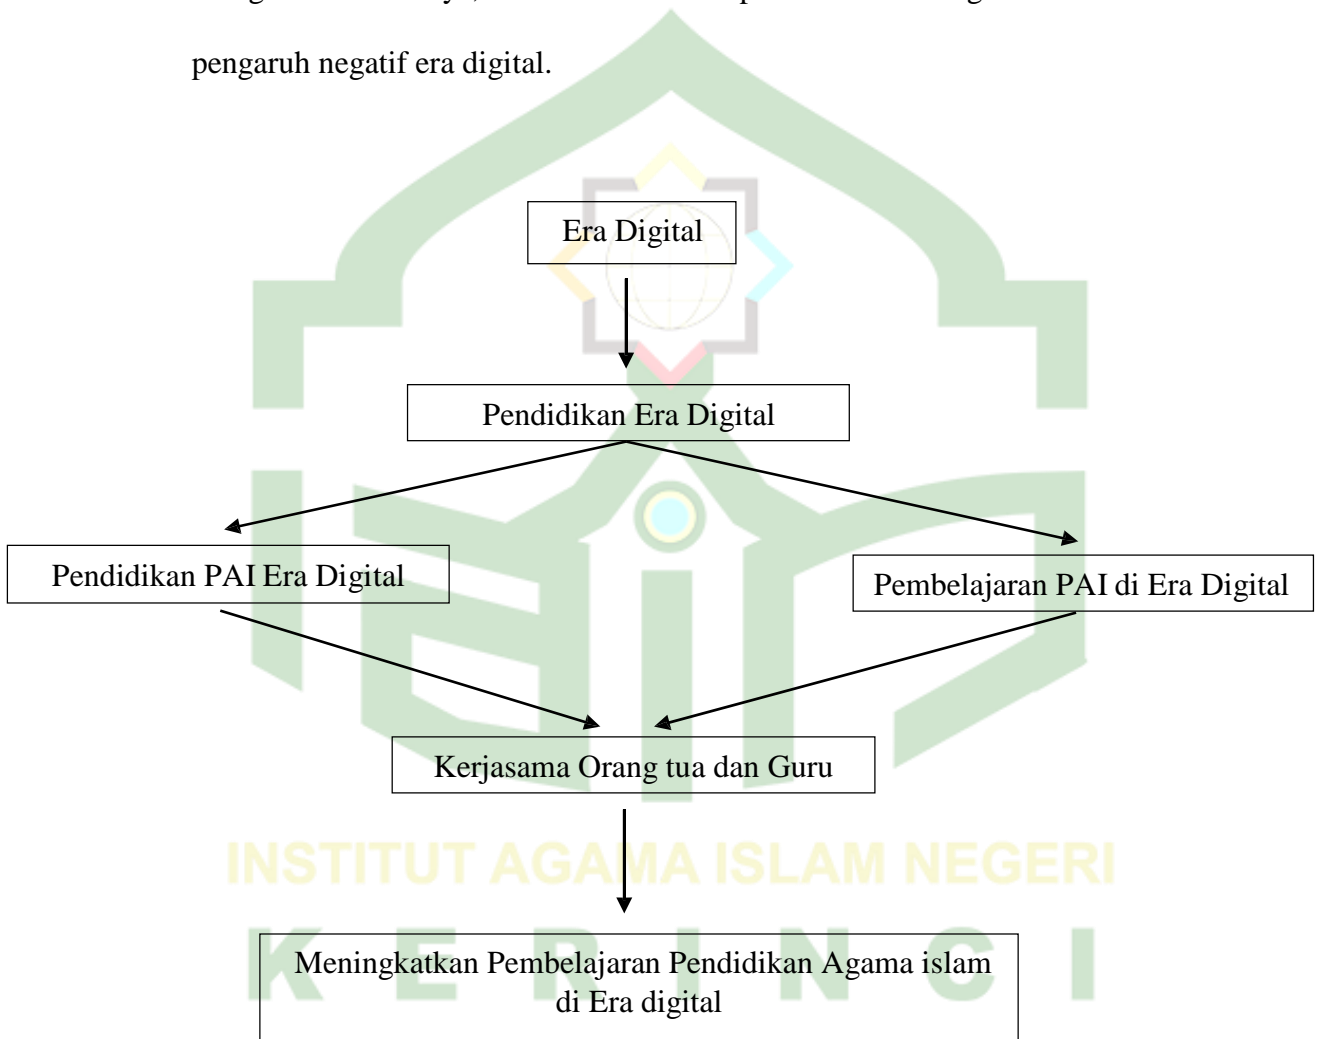 pengaruh negatif era digital.
Era Digital
Pendidikan Era Digital
Pendidikan PAI Era Digital
Pembelajaran PAI di Era Digital
Kerjasama Orang tua dan Guru
INSTITUT AGAMA ISLAM NEGERI
KERINCI
Meningkatkan Pembelajaran Pendidikan Agama islam
di Era digital